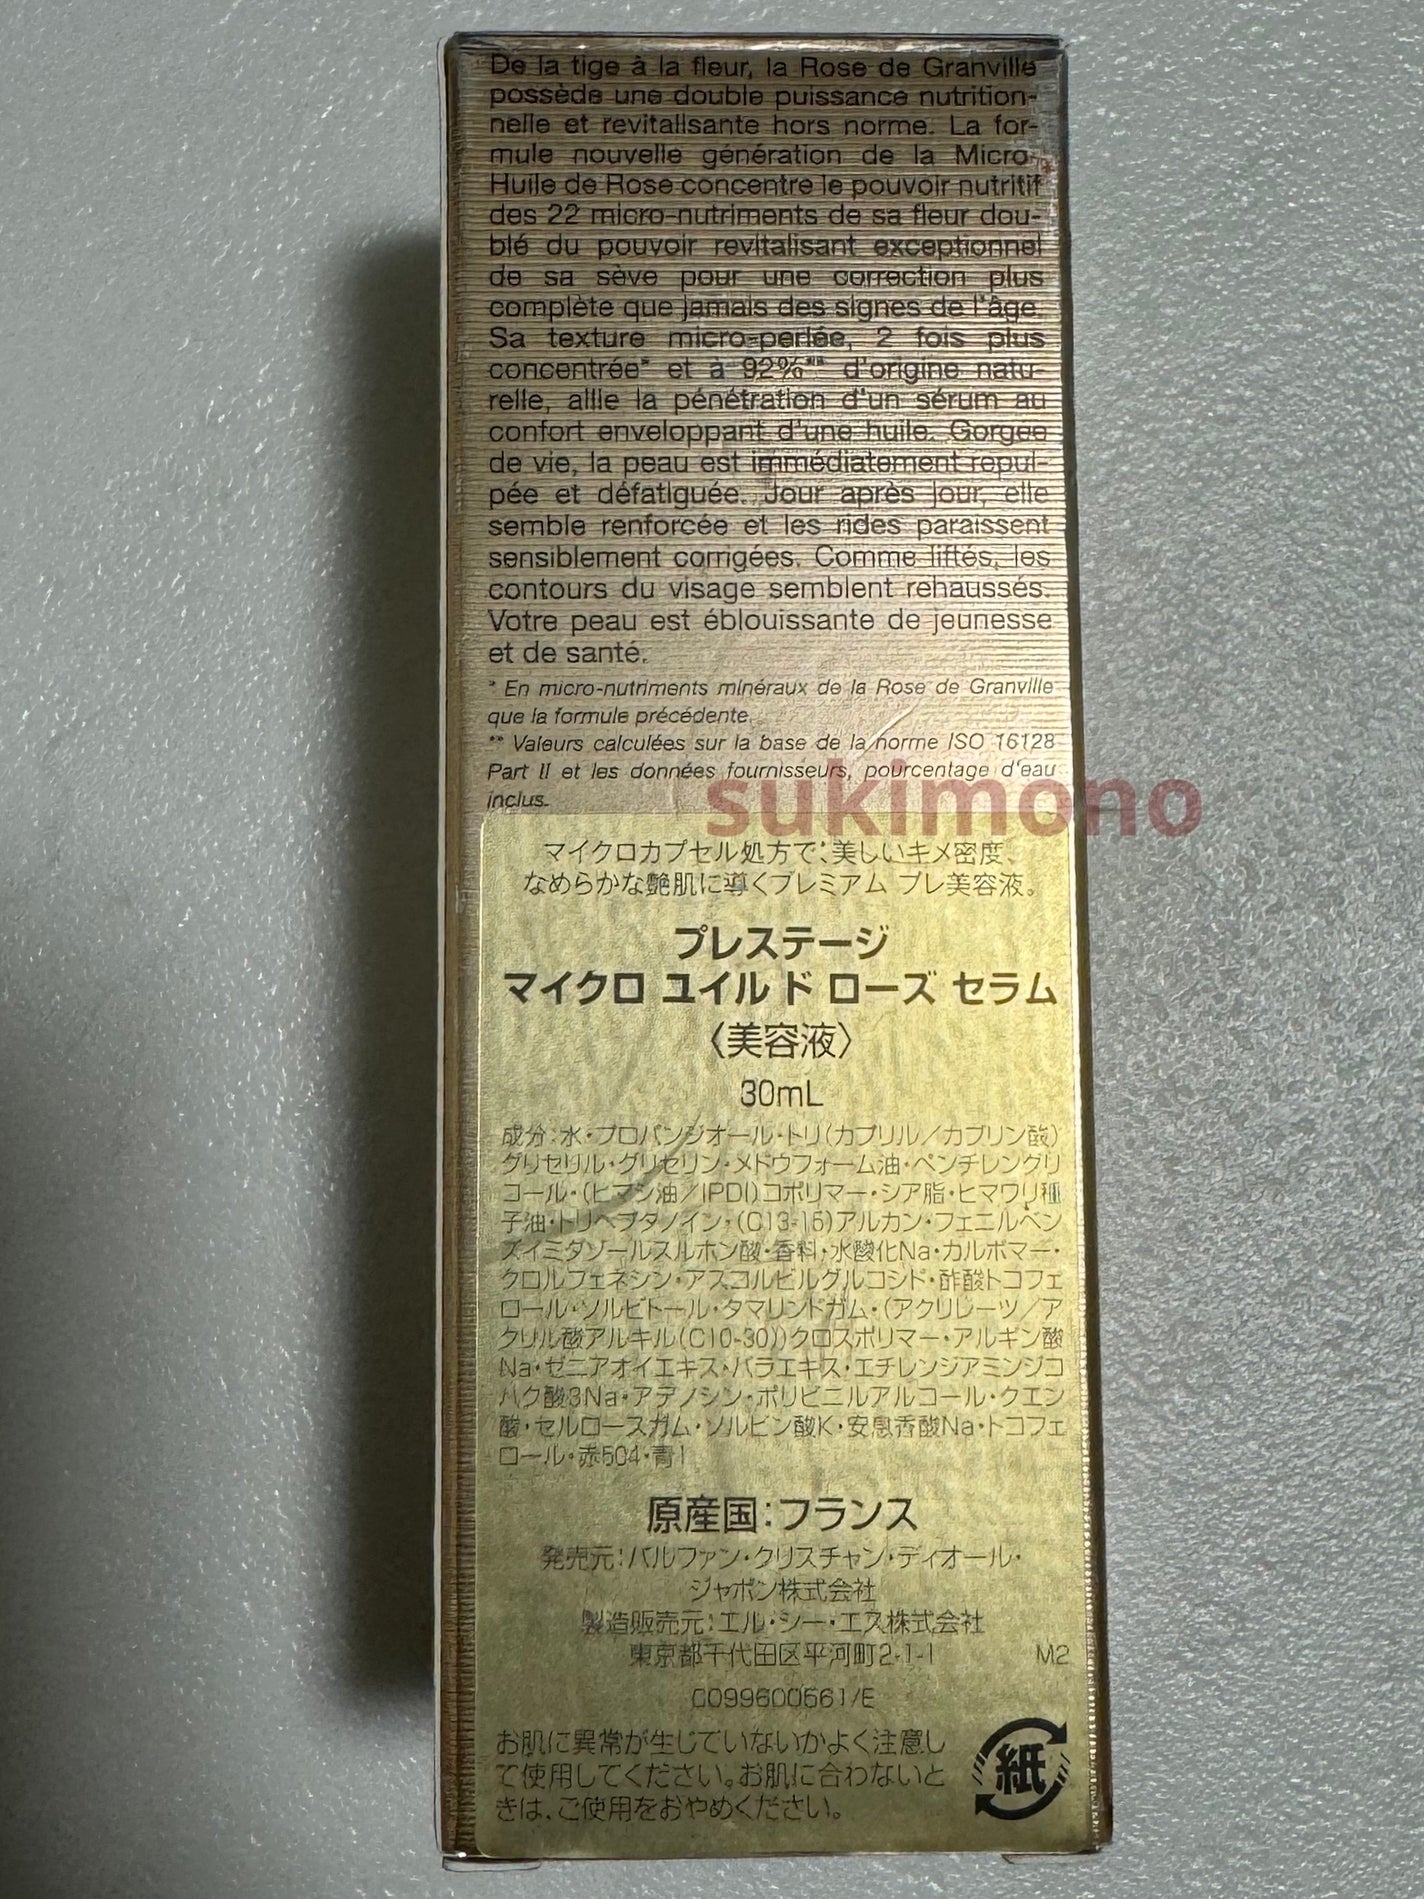 De la tige à la fleur, la Rose de Granville
possède une double puissance nutrition-
nelle et revitalisante hors norme. La for-
mule nouvelle génération de la Micro-
Huile de Rose concentre le pouvoir nutritif
des 22 micro-nutriments de sa fleur dou-
blé du pouvoir revitalisant exceptionnel
de sa sève pour une correction plus
complète que jamais des signes de l'âge.
Sa texture micro-perlée, 2 fois plus
concentrée* et à 92%** d'origine natu-
relle, allie la pénétration d'un sérum au
confort enveloppant d'une huile. Gorgée
de vie, la peau est immédiatement repul-
pée et défatiguée. Jour après jour, elle
semble renforcée et les rides paraissent
sensiblement corrigées. Comme liftés, les
contours du visage semblent rehaussés.
Votre peau est éblouissante de jeunesse
et de santé.
* En micro-nutriments minéraux de la Rose de Granville
que la formule précédente.
** Valeurs calculées sur la base de la norme ISO 16128
Part II et les données fournisseurs, pourcentage d'eau
inclus.
sukimono
マイクロカプセル処方で、美しいキメ密度、
なめらかな艶肌に導くプレミアム プレ美容液。
プレステージ
マイクロ ユイル ド ローズ セラム
〈美容液〉
30mL
成分:水・プロパンジオール・トリ(カプリル/カプリン酸)
グリセリル・グリセリン・メドウフォーム油・ペンチレングリ
コール・(ヒマシ油/IPDI)コポリマー・シア脂・ヒマワリ種
子油・トリヘプタノイン・(C13-15)アルカン・フェニルベン
ズイミダゾールスルホン酸・香料・水酸化Na・カルボマー・
クロルフェネシン・アスコルビルグルコシド・酢酸トコフェ
ロール・ソルビトール・タマリンドガム・(アクリレーツ/ア
クリル酸アルキル(C10-30))クロスポリマー・アルギン酸
Na・ゼニアオイエキス・バラエキス・エチレンジアミンジコ
ハク酸3Na・アデノシン・ポリビニルアルコール・クエン
酸・セルロースガム・ソルビン酸K・安息香酸Na・トコフェ
ロール・赤504・青1
原産国:フランス
発売元:パルファン・クリスチャン・ディオール・
ジャポン株式会社
製造販売元:エル・シー・エス株式会社
東京都千代田区平河町2-1-1 M2
C099600561/E
お肌に異常が生じていないかよく注意し
て使用してください。お肌に合わないと
きは、ご使用をおやめください。
紙